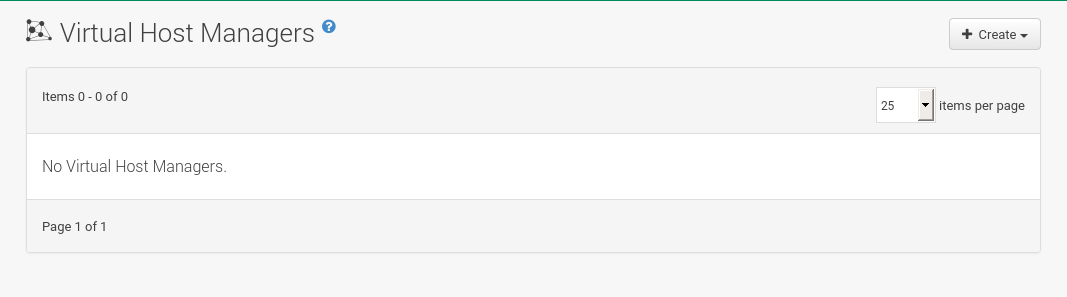 Virtual Host Managers ?
Create
Items 0 - 0 of 0
25 items per page
No Virtual Host Managers.
Page 1 of 1